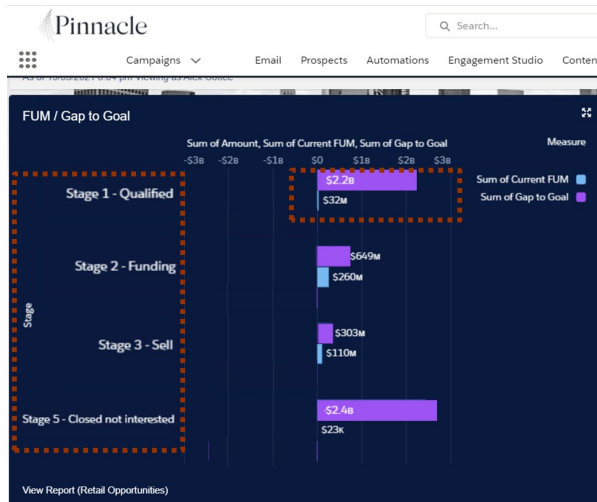 Pinnacle
Search...
Campaigns Email Prospects Automations Engagement Studio Conten
FUM / Gap to Goal
Sum of Amount, Sum of Current FUM, Sum of Gap to Goal
Measure
-$3B -$2B -$1B $0 $1B $2B $3B
Stage 1 - Qualified
$2.2B
$32M
Sum of Current FUM
Sum of Gap to Goal
Stage 2 - Funding
$649M
$260M
Stage
Stage 3 - Sell
$303M
$110M
Stage 5 - Closed not interested
-$2.4B
$23K
View Report (Retail Opportunities)